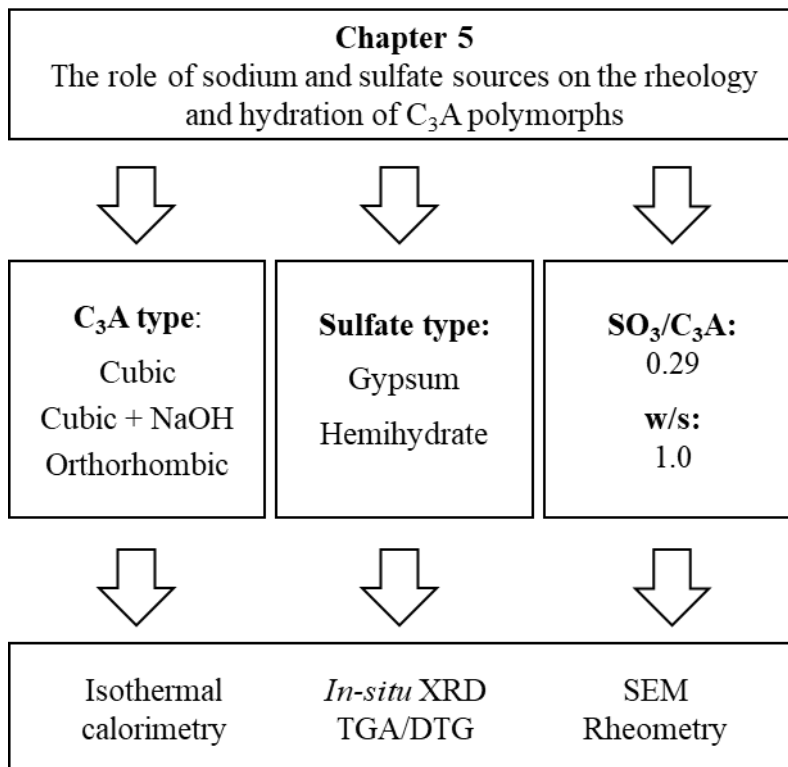 Chapter 5
The role of sodium and sulfate sources on the rheology
and hydration of C₃A polymorphs
C₃A type:
Cubic
Cubic + NaOH
Orthorhombic
Sulfate type:
Gypsum
Hemihydrate
SO₃/C₃A:
0.29
w/s:
1.0
Isothermal
calorimetry
In-situ XRD
TGA/DTG
SEM
Rheometry